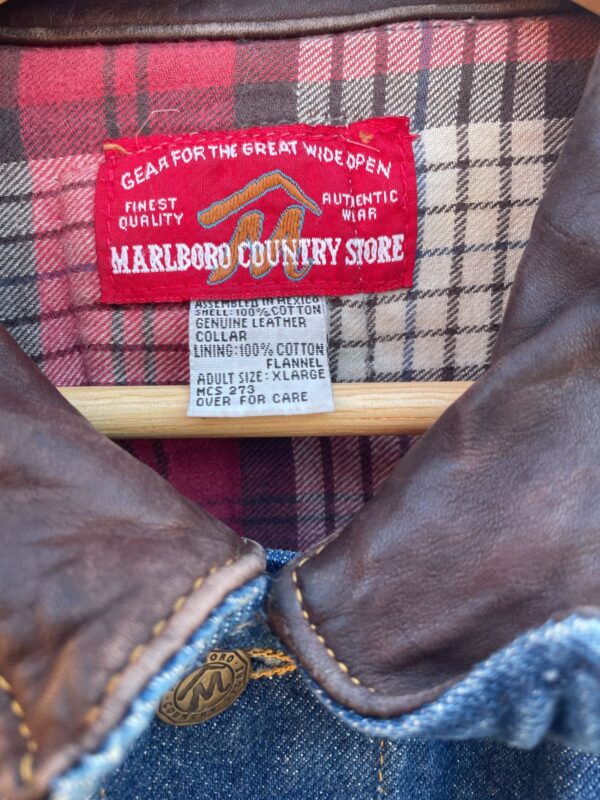 GEAR FOR THE GREAT WIDE OPEN
FINEST QUALITY
AUTHENTIC WEAR
M
MARLBORO COUNTRY STORE
ASSEMBLED IN MEXICO
SHELL: 100% COTTON
GENUINE LEATHER
COLLAR
LINING: 100% COTTON
FLANNEL
ADULT SIZE: XLARGE
MCS 273
OVER FOR CARE
M